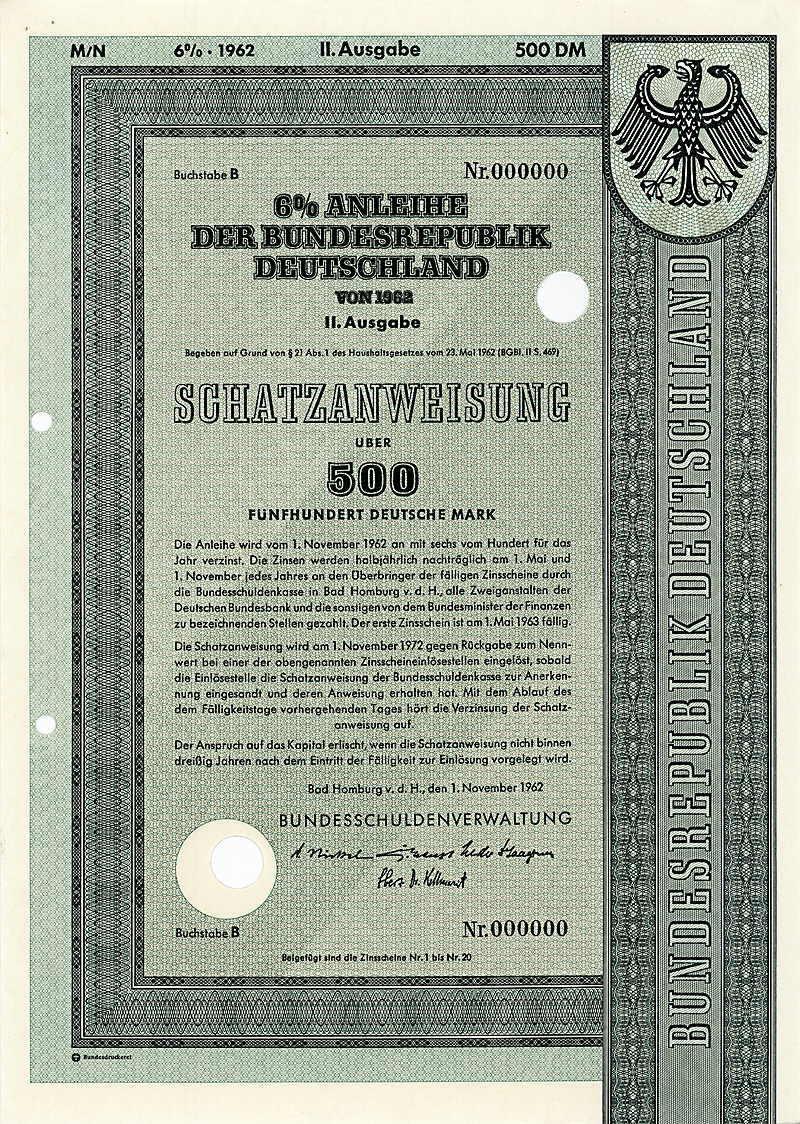 M/N 6% · 1962 II. Ausgabe 500 DM
Buchstabe B Nr. 000000
6% ANLEIHE
DER BUNDESREPUBLIK
DEUTSCHLAND
VON 1962
II. Ausgabe
Begeben auf Grund von § 21 Abs. 1 des Haushaltsgesetzes vom 23. Mai 1962 (BGBl. II S. 469)
SCHATZANWEISUNG
ÜBER
500
FÜNFHUNDERT DEUTSCHE MARK
Die Anleihe wird vom 1. November 1962 an mit sechs vom Hundert für das
Jahr verzinst. Die Zinsen werden halbjährlich nachträglich am 1. Mai und
1. November jedes Jahres an den Überbringer der fälligen Zinsscheine durch
die Bundesschuldenkasse in Bad Homburg v. d. H., alle Zweiganstalten der
Deutschen Bundesbank und die sonstigen von dem Bundesminister der Finanzen
zu bezeichnenden Stellen gezahlt. Der erste Zinsschein ist am 1. Mai 1963 fällig.
Die Schatzanweisung wird am 1. November 1972 gegen Rückgabe zum Nenn-
wert bei einer der obengenannten Zinsscheineinlösestellen eingelöst, sobald
die Einlösestelle die Schatzanweisung der Bundesschuldenkasse zur Anerken-
nung eingesandt und deren Anweisung erhalten hat. Mit dem Ablauf des
dem Fälligkeitstage vorhergehenden Tages hört die Verzinsung der Schatz-
anweisung auf.
Der Anspruch auf das Kapital erlischt, wenn die Schatzanweisung nicht binnen
dreißig Jahren nach dem Eintritt der Fälligkeit zur Einlösung vorgelegt wird.
Bad Homburg v. d. H., den 1. November 1962
BUNDESSCHULDENVERWALTUNG
Buchstabe B Nr. 000000
Beigefügt sind die Zinsscheine Nr. 1 bis Nr. 20
Bundesdruckerei
BUNDESREPUBLIK DEUTSCHLAND